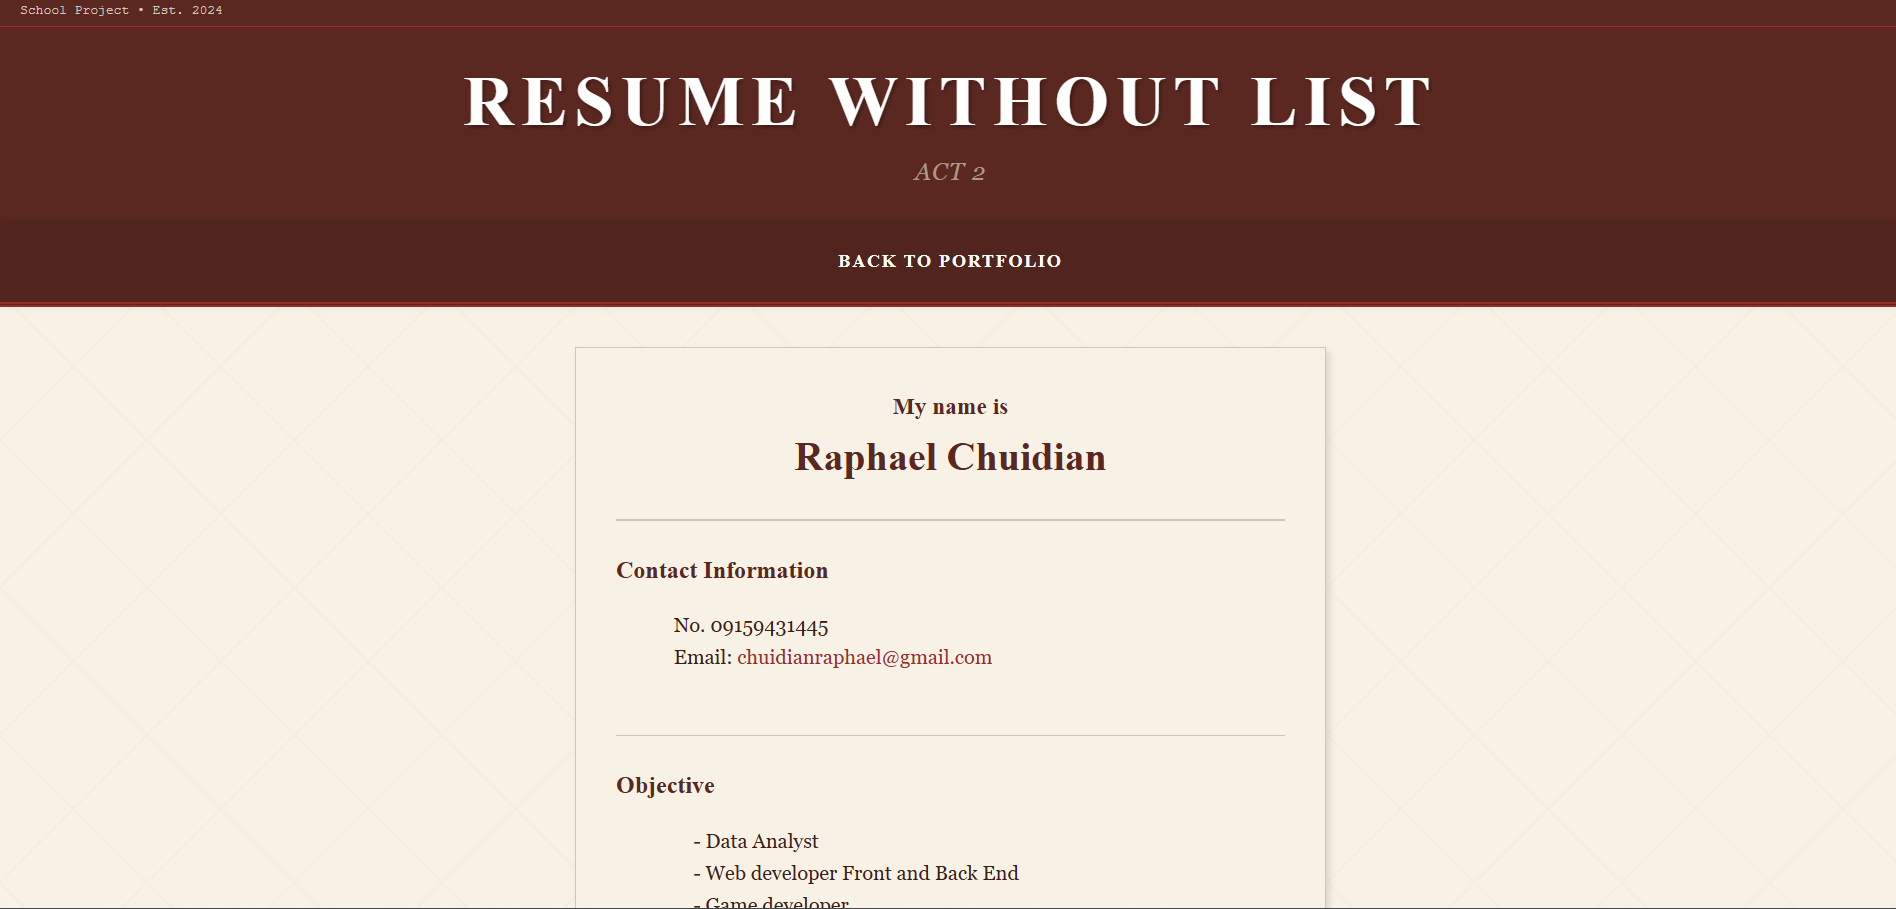 School Project • Est. 2024
RESUME WITHOUT LIST
ACT 2
BACK TO PORTFOLIO
My name is
Raphael Chuidian
Contact Information
No. 09159431445
Email: chuidianraphael@gmail.com
Objective
- Data Analyst
- Web developer Front and Back End
- Game developer